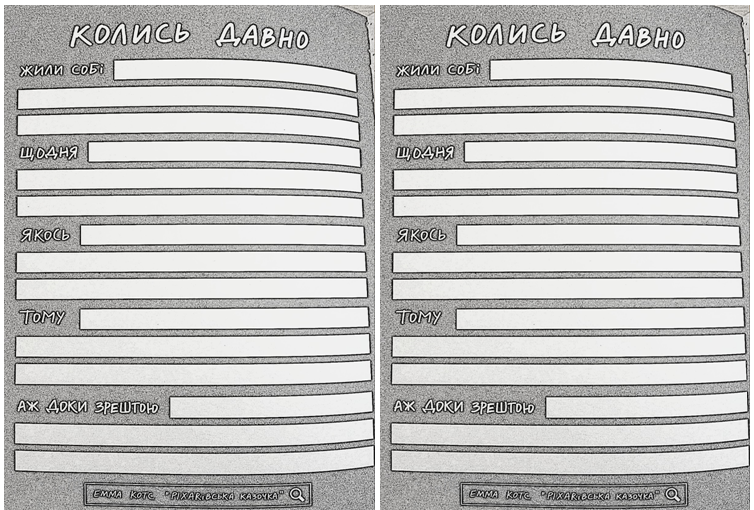 КОЛИСЬ ДАВНО
ЖИЛИ СОБІ
ЩОДНЯ
ЯКОСЬ
ТОМУ
АЖ ДОКИ ЗРЕШТОЮ
ЕММА КОТС "PIXARІВСЬКА КАЗОЧКА"
КОЛИСЬ ДАВНО
ЖИЛИ СОБІ
ЩОДНЯ
ЯКОСЬ
ТОМУ
АЖ ДОКИ ЗРЕШТОЮ
ЕММА КОТС "PIXARІВСЬКА КАЗОЧКА"